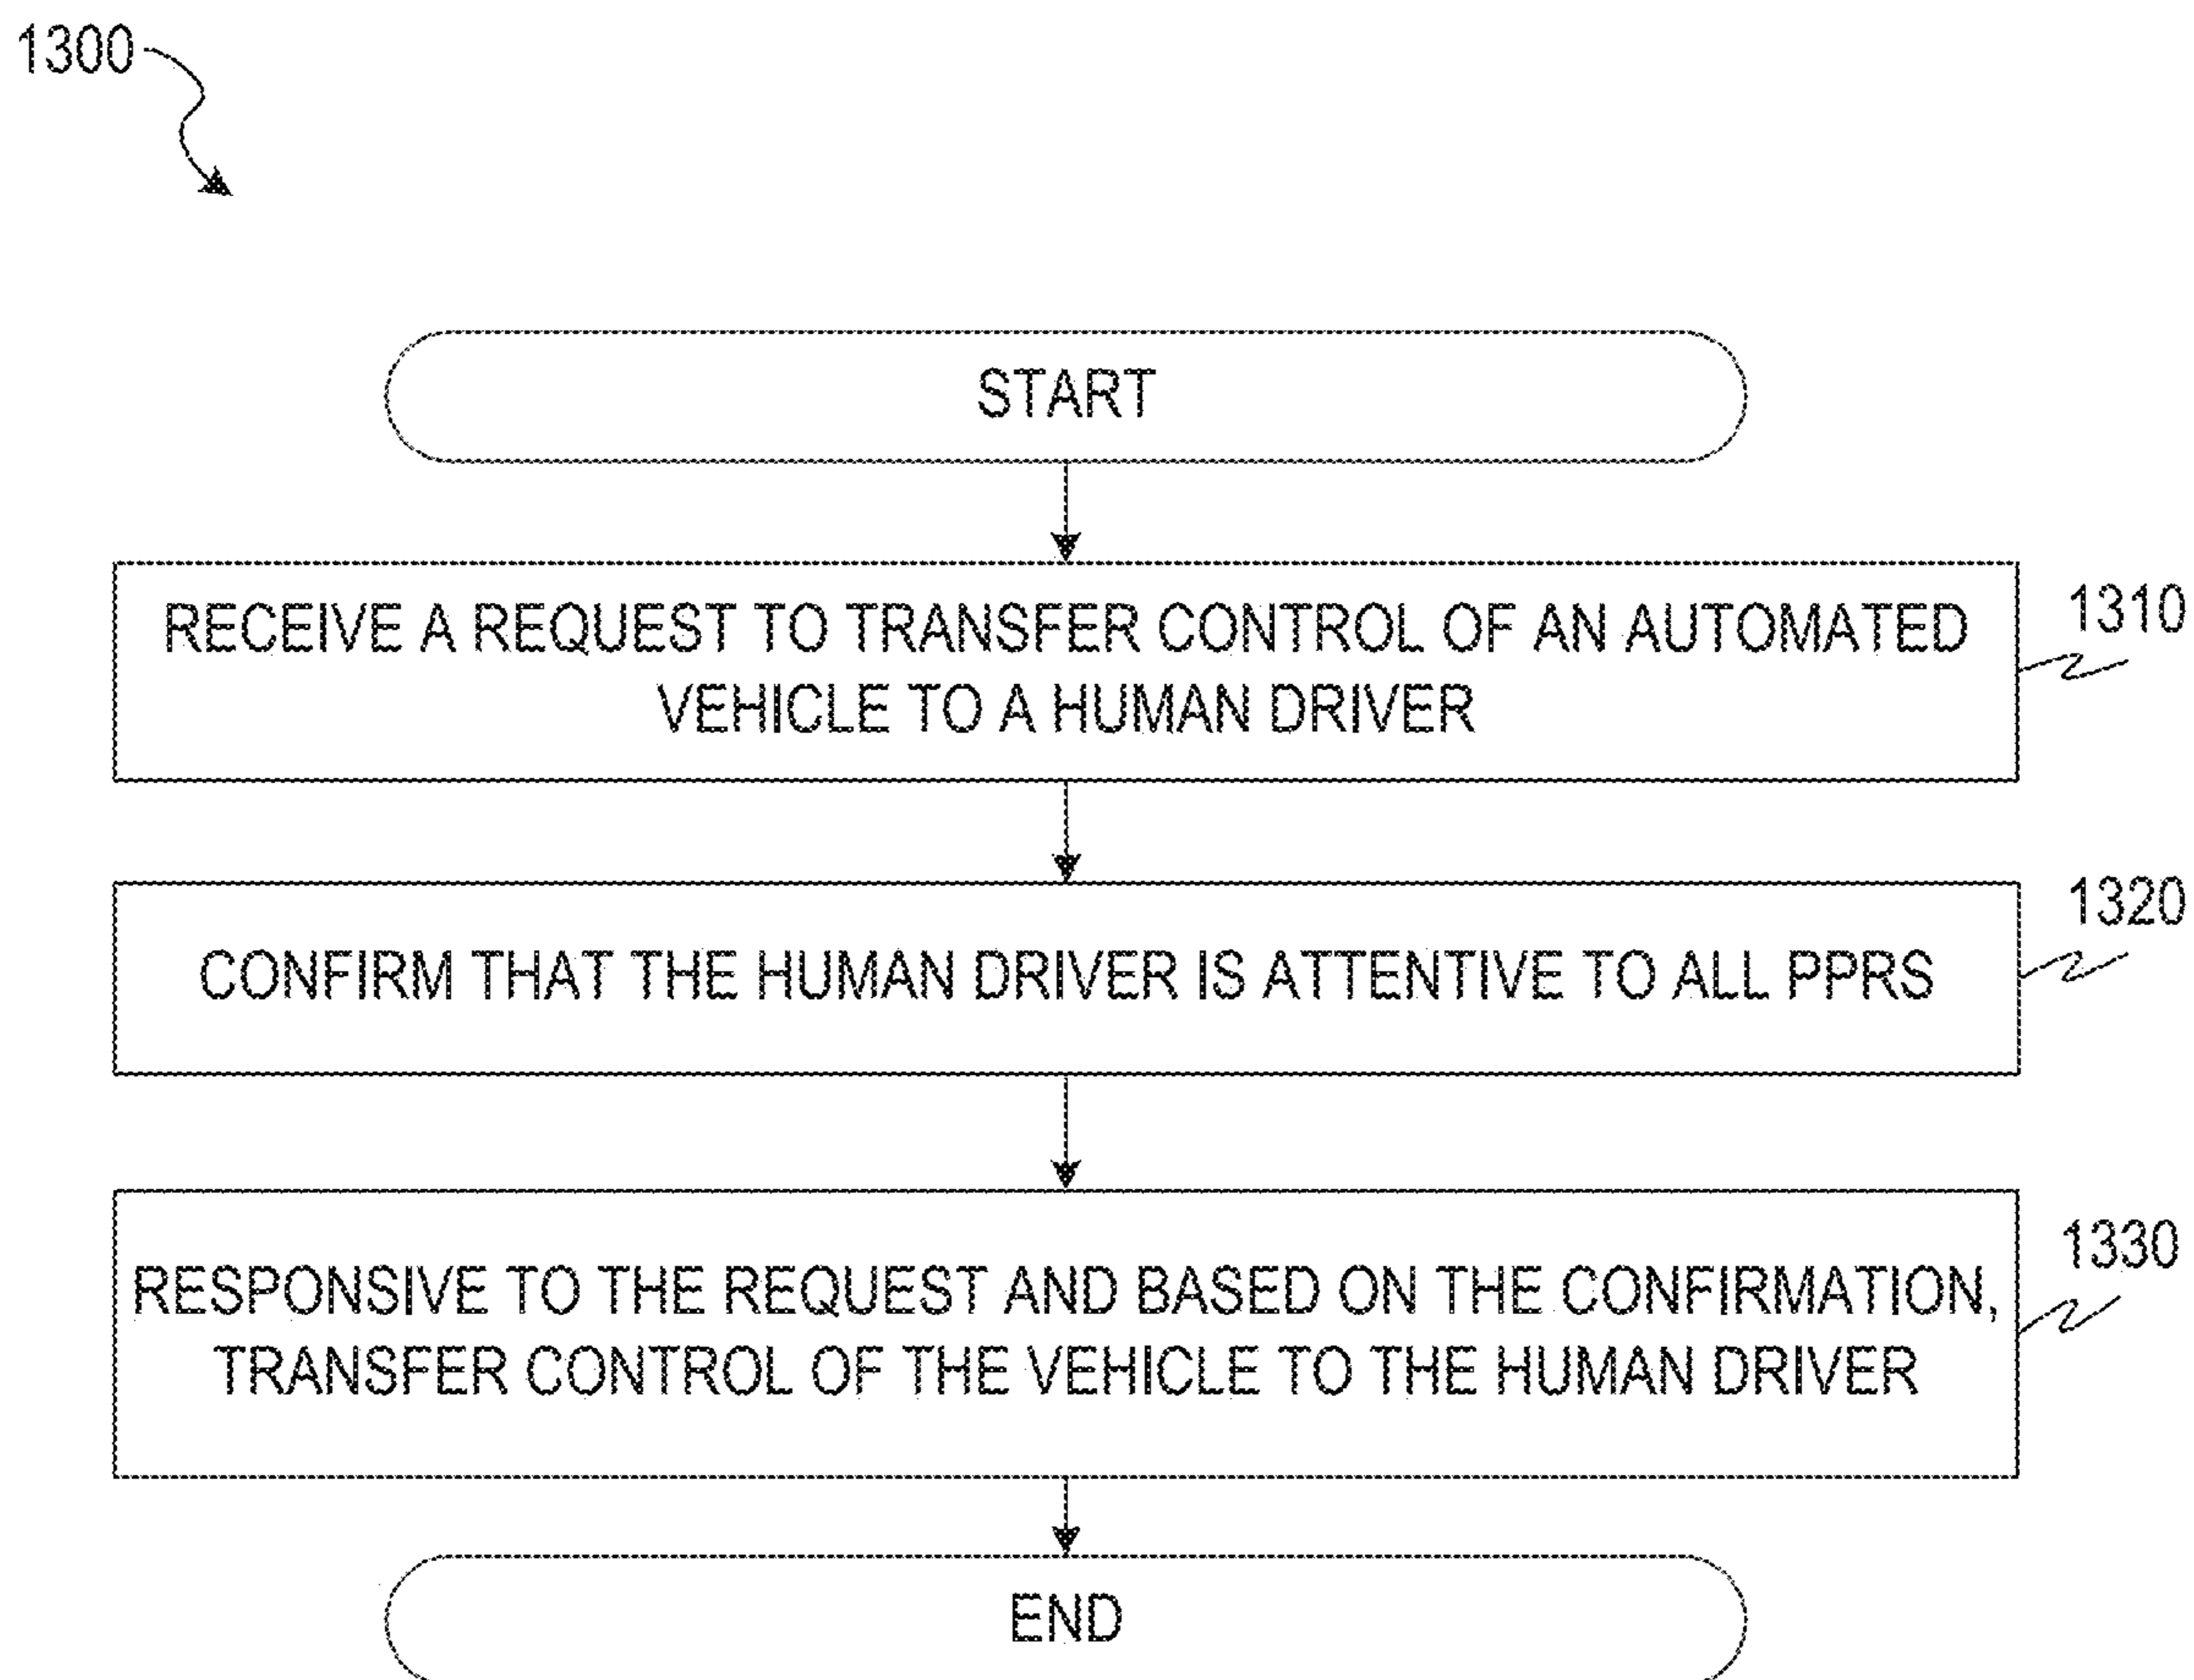 1300
START
RECEIVE A REQUEST TO TRANSFER CONTROL OF AN AUTOMATED
VEHICLE TO A HUMAN DRIVER
1310
CONFIRM THAT THE HUMAN DRIVER IS ATTENTIVE TO ALL PPRS
1320
RESPONSIVE TO THE REQUEST AND BASED ON THE CONFIRMATION,
TRANSFER CONTROL OF THE VEHICLE TO THE HUMAN DRIVER
1330
END